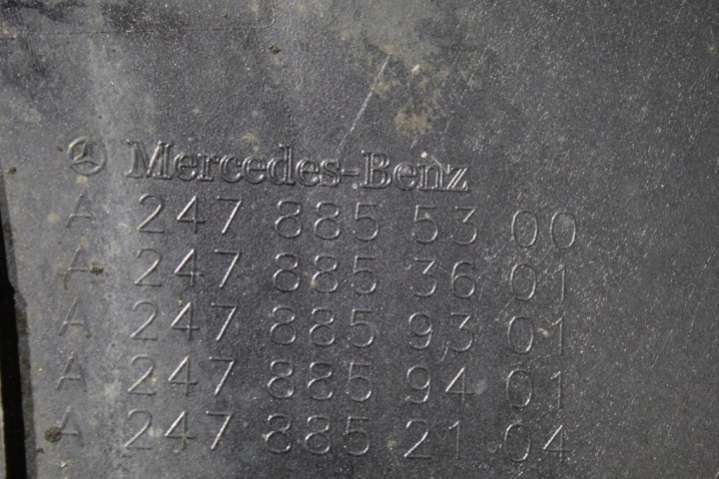 Mercedes-Benz
A 247 885 53 00
A 247 885 36 01
A 247 885 93 01
A 247 885 94 01
A 247 885 21 04